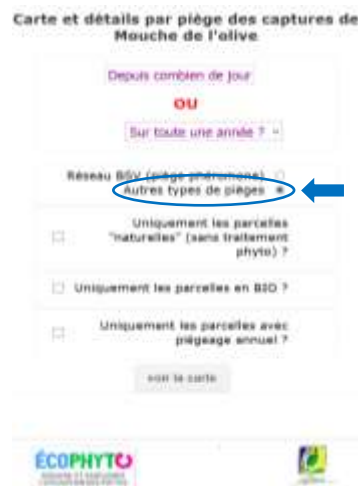 Carte et détails par piège des captures de
Mouche de l'olive
Depuis combien de jour
OU
Sur toute une année ?
Réseau BSV (piège phéromone)
Autres types de pièges
Uniquement les parcelles
"naturelles" (sans traitement
phyto) ?
Uniquement les parcelles en BIO ?
Uniquement les parcelles avec
piégeage annuel ?
voir la carte
ÉCOPHYTO